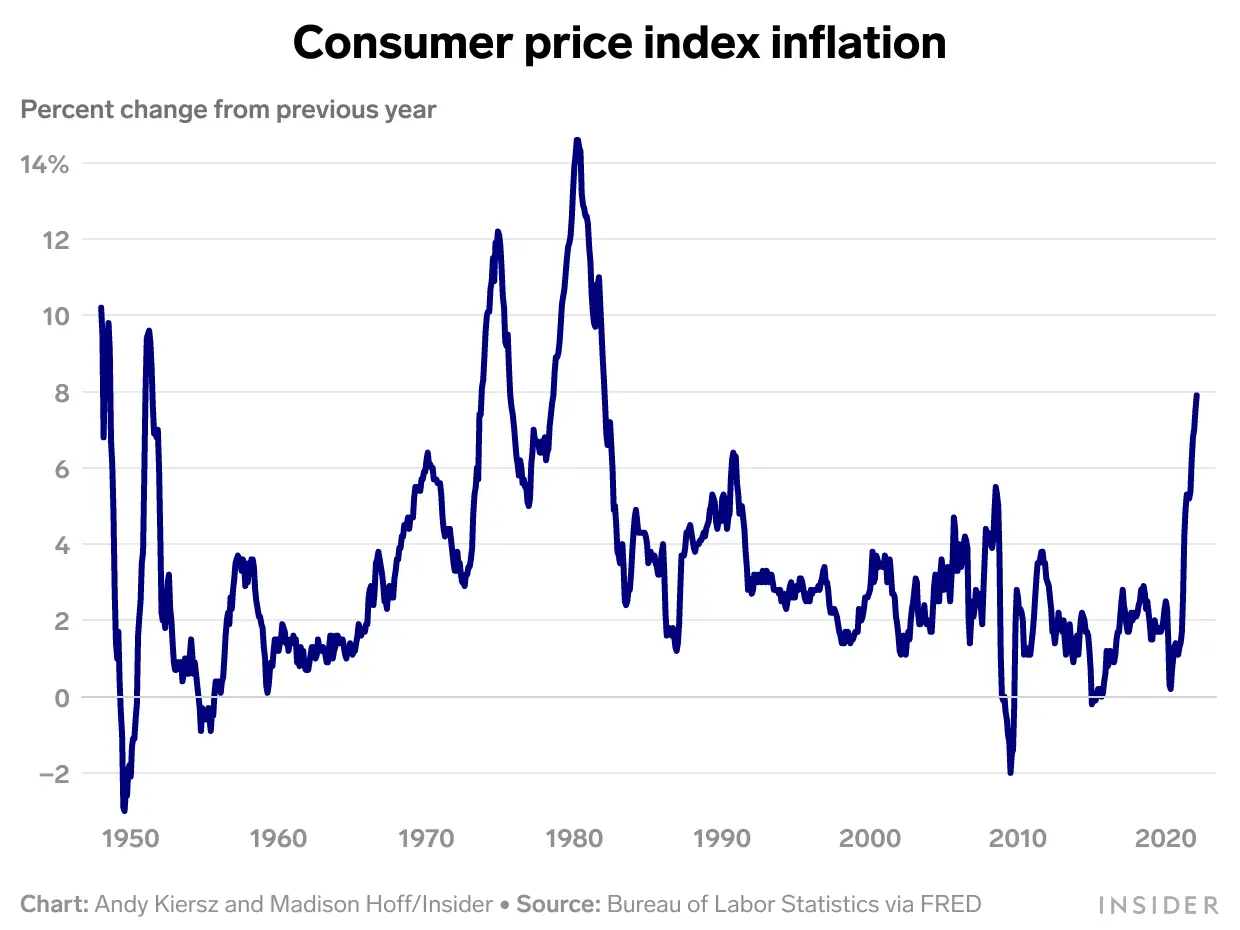 Consumer price index inflation
Percent change from previous year
14%
12
10
8
6
4
2
0
–2
1950 1960 1970 1980 1990 2000 2010 2020
Chart: Andy Kiersz and Madison Hoff/Insider • Source: Bureau of Labor Statistics via FRED
INSIDER